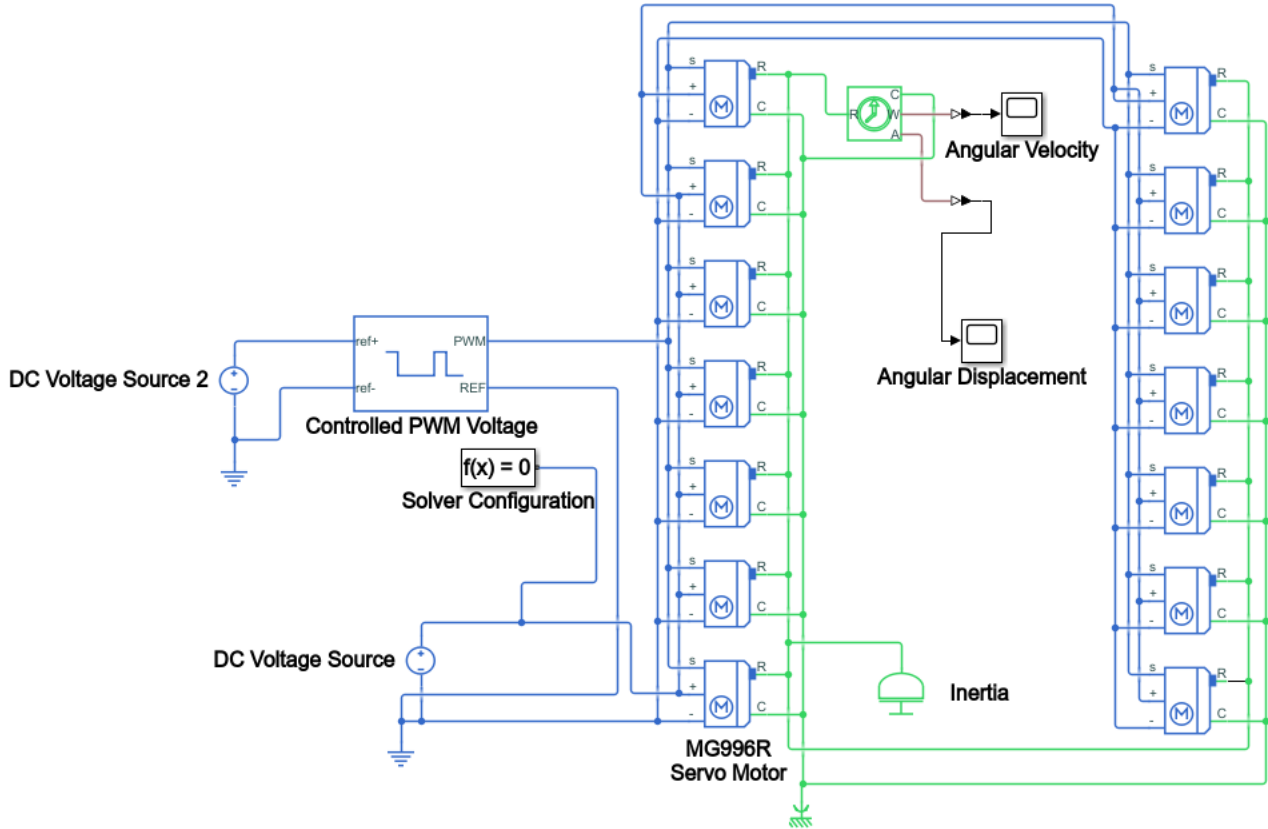 s
+
-
M
R
C
s
+
-
M
R
C
R
C
W
A
Angular Velocity
s
+
-
M
R
C
s
+
-
M
R
C
s
+
-
M
R
C
s
+
-
M
R
C
ref+
ref-
PWM
REF
DC Voltage Source 2
Controlled PWM Voltage
Angular Displacement
s
+
-
M
R
C
s
+
-
M
R
C
f(x) = 0
Solver Configuration
s
+
-
M
R
C
s
+
-
M
R
C
s
+
-
M
R
C
s
+
-
M
R
C
DC Voltage Source
+
-
s
+
-
M
R
C
s
+
-
M
R
C
Inertia
MG996R
Servo Motor